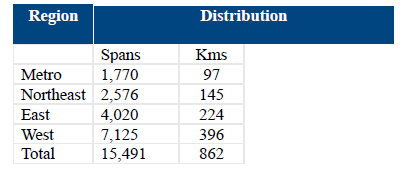 Region Distribution
Spans Kms
Metro 1,770 97
Northeast 2,576 145
East 4,020 224
West 7,125 396
Total 15,491 862